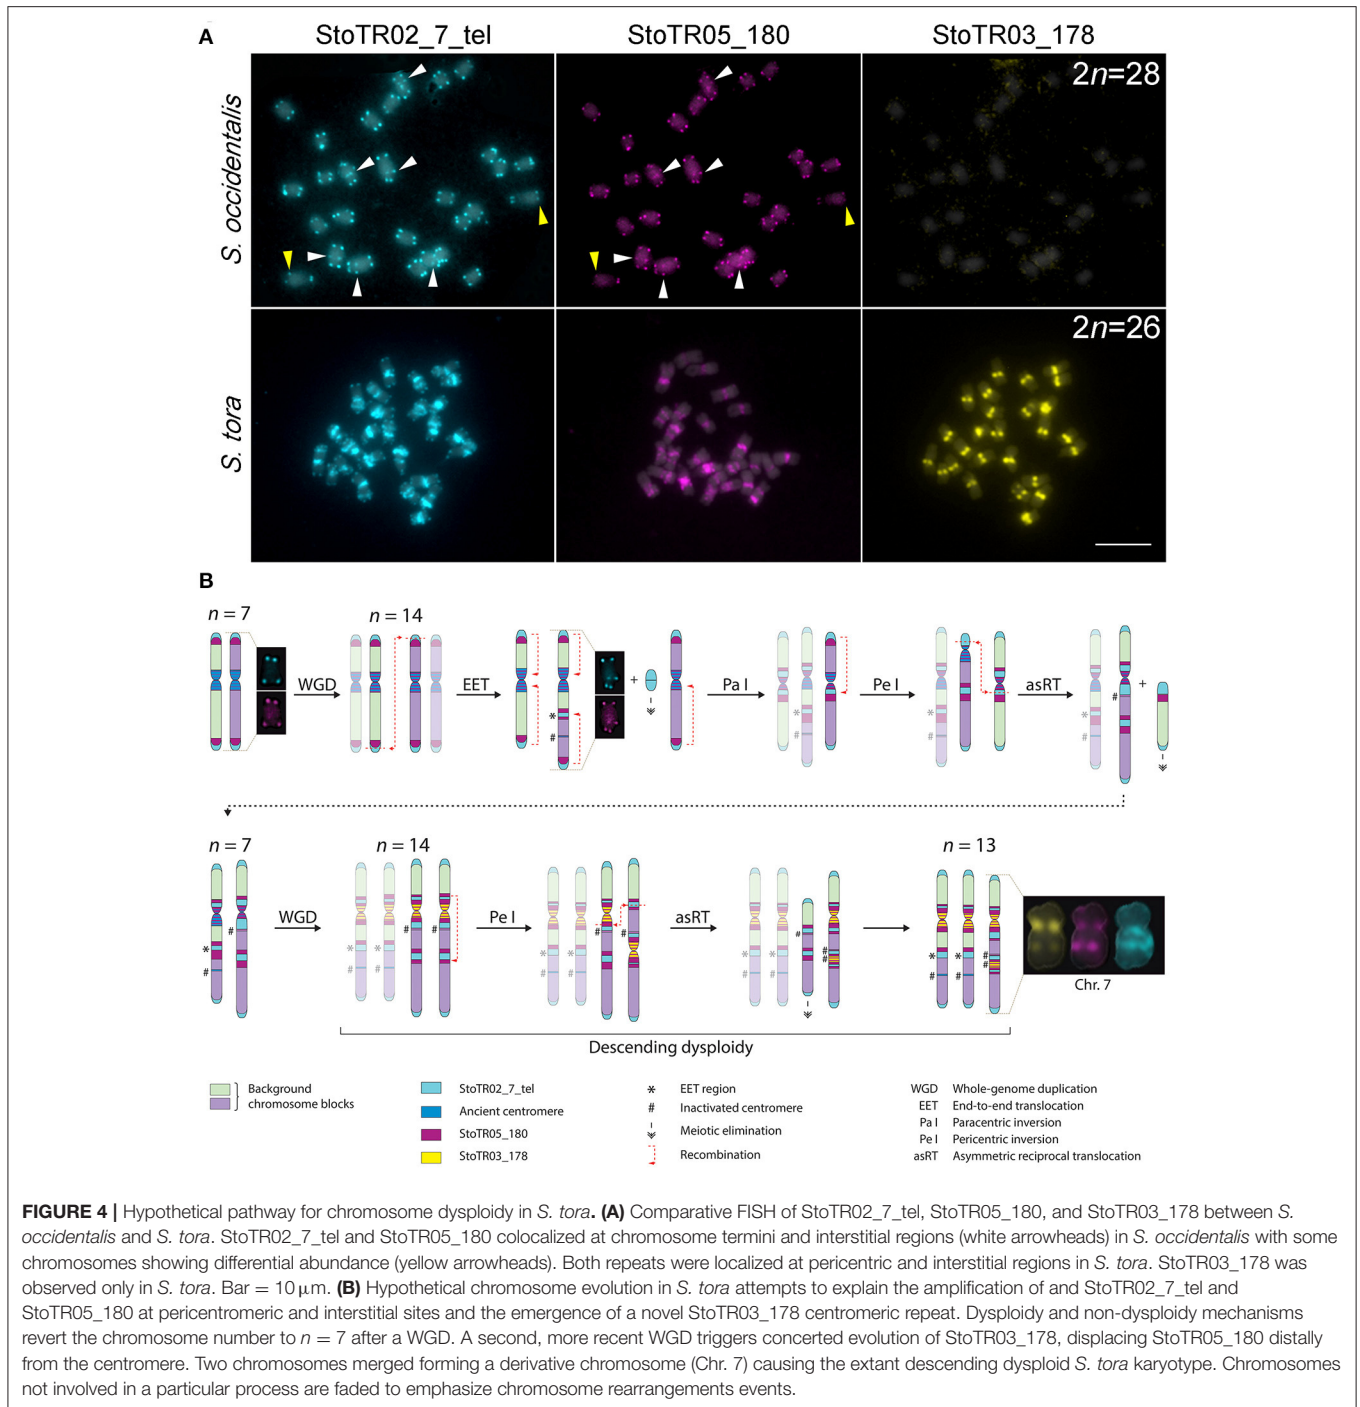 A
StoTR02_7_tel
StoTR05_180
StoTR03_178
S. occidentalis
2n=28
S. tora
2n=26
B
n = 7
n = 14
WGD
EET
*
#
+
Pa I
*
#
Pe I
*
#
asRT
*
#
#
+
n = 7
n = 14
n = 13
*
#
#
WGD
*
#
*
#
#
#
Pe I
*
#
*
#
#
#
asRT
*
#
*
#
#
#
#
*
#
*
#
#
#
Chr. 7
Descending dysploidy
Background
chromosome blocks
StoTR02_7_tel
Ancient centromere
StoTR05_180
StoTR03_178
* EET region
# Inactivated centromere
Meiotic elimination
Recombination
WGD Whole-genome duplication
EET End-to-end translocation
Pa I Paracentric inversion
Pe I Pericentric inversion
asRT Asymmetric reciprocal translocation
FIGURE 4 | Hypothetical pathway for chromosome dysploidy in S. tora. (A) Comparative FISH of StoTR02_7_tel, StoTR05_180, and StoTR03_178 between S.
occidentalis and S. tora. StoTR02_7_tel and StoTR05_180 colocalized at chromosome termini and interstitial regions (white arrowheads) in S. occidentalis with some
chromosomes showing differential abundance (yellow arrowheads). Both repeats were localized at pericentric and interstitial regions in S. tora. StoTR03_178 was
observed only in S. tora. Bar = 10 μm. (B) Hypothetical chromosome evolution in S. tora attempts to explain the amplification of and StoTR02_7_tel and
StoTR05_180 at pericentromeric and interstitial sites and the emergence of a novel StoTR03_178 centromeric repeat. Dysploidy and non-dysploidy mechanisms
revert the chromosome number to n = 7 after a WGD. A second, more recent WGD triggers concerted evolution of StoTR03_178, displacing StoTR05_180 distally
from the centromere. Two chromosomes merged forming a derivative chromosome (Chr. 7) causing the extant descending dysploid S. tora karyotype. Chromosomes
not involved in a particular process are faded to emphasize chromosome rearrangements events.